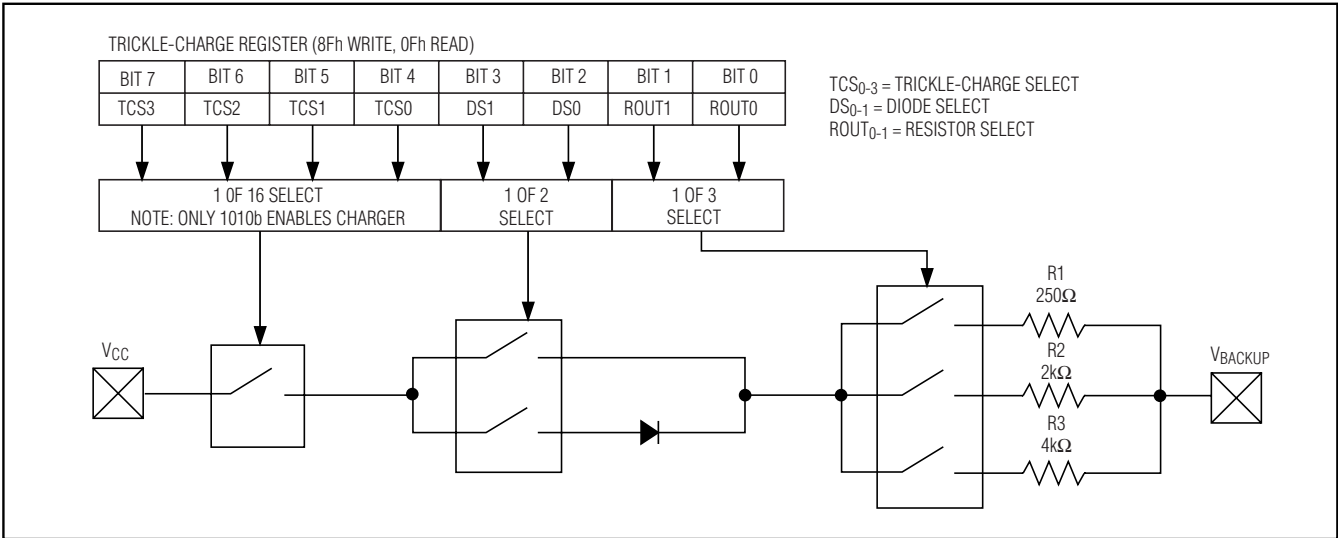 TRICKLE-CHARGE REGISTER (8Fh WRITE, 0Fh READ)
BIT 7 BIT 6 BIT 5 BIT 4 BIT 3 BIT 2 BIT 1 BIT 0
TCS3 TCS2 TCS1 TCS0 DS1 DS0 ROUT1 ROUT0
TCS0-3 = TRICKLE-CHARGE SELECT
DS0-1 = DIODE SELECT
ROUT0-1 = RESISTOR SELECT
1 0F 16 SELECT
NOTE: ONLY 1010b ENABLES CHARGER
1 OF 2
SELECT
1 OF 3
SELECT
VCC
R1
250Ω
R2
2kΩ
R3
4kΩ
VBACKUP